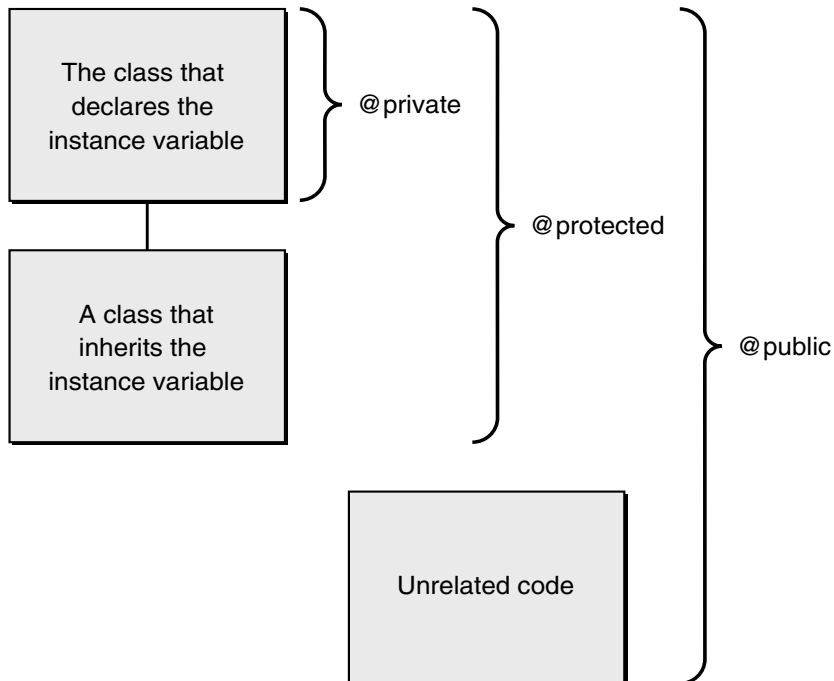 The class that
declares the
instance variable
@private
@protected
A class that
inherits the
instance variable
@public
Unrelated code